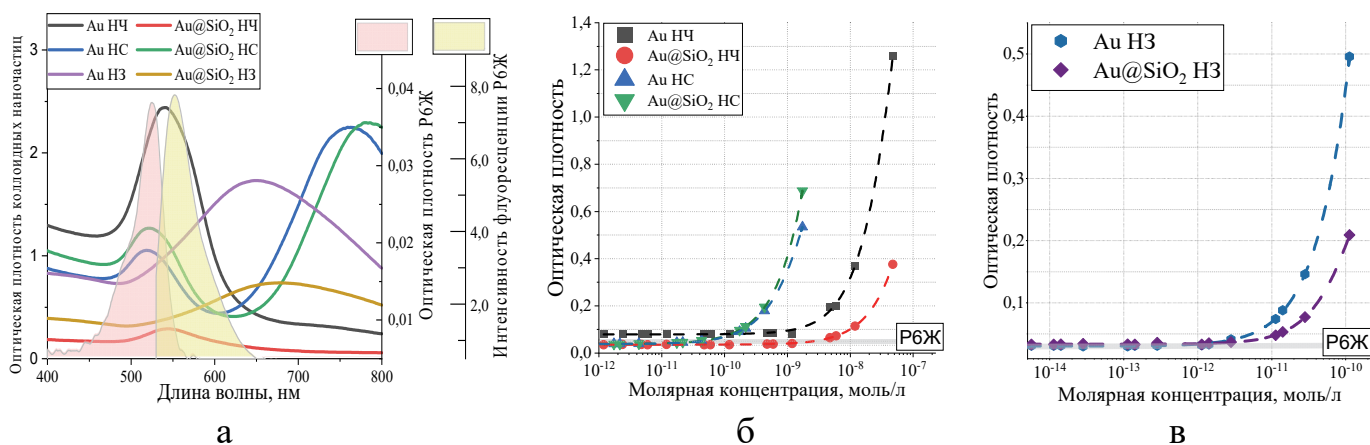 Оптическая плотность коллоидных наночастиц
3
2
1
0
Au НЧ
Au@SiO₂ НЧ
Au НС
Au@SiO₂ НС
Au НЗ
Au@SiO₂ НЗ
400
500
600
700
800
Длина волны, нм
0,04
0,03
0,02
0,01
Оптическая плотность Р6Ж
8,0
6,0
4,0
2,0
Интенсивность флуоресценции Р6Ж
а
Оптическая плотность
1,4
1,2
1,0
0,8
0,6
0,4
0,2
0,0
Au НЧ
Au@SiO₂ НЧ
Au НС
Au@SiO₂ НС
Р6Ж
10⁻¹²
10⁻¹¹
10⁻¹⁰
10⁻⁹
10⁻⁸
10⁻⁷
Молярная концентрация, моль/л
б
Оптическая плотность
0,5
0,4
0,3
0,2
0,1
Au НЗ
Au@SiO₂ НЗ
Р6Ж
10⁻¹⁴
10⁻¹³
10⁻¹²
10⁻¹¹
10⁻¹⁰
Молярная концентрация, моль/л
в